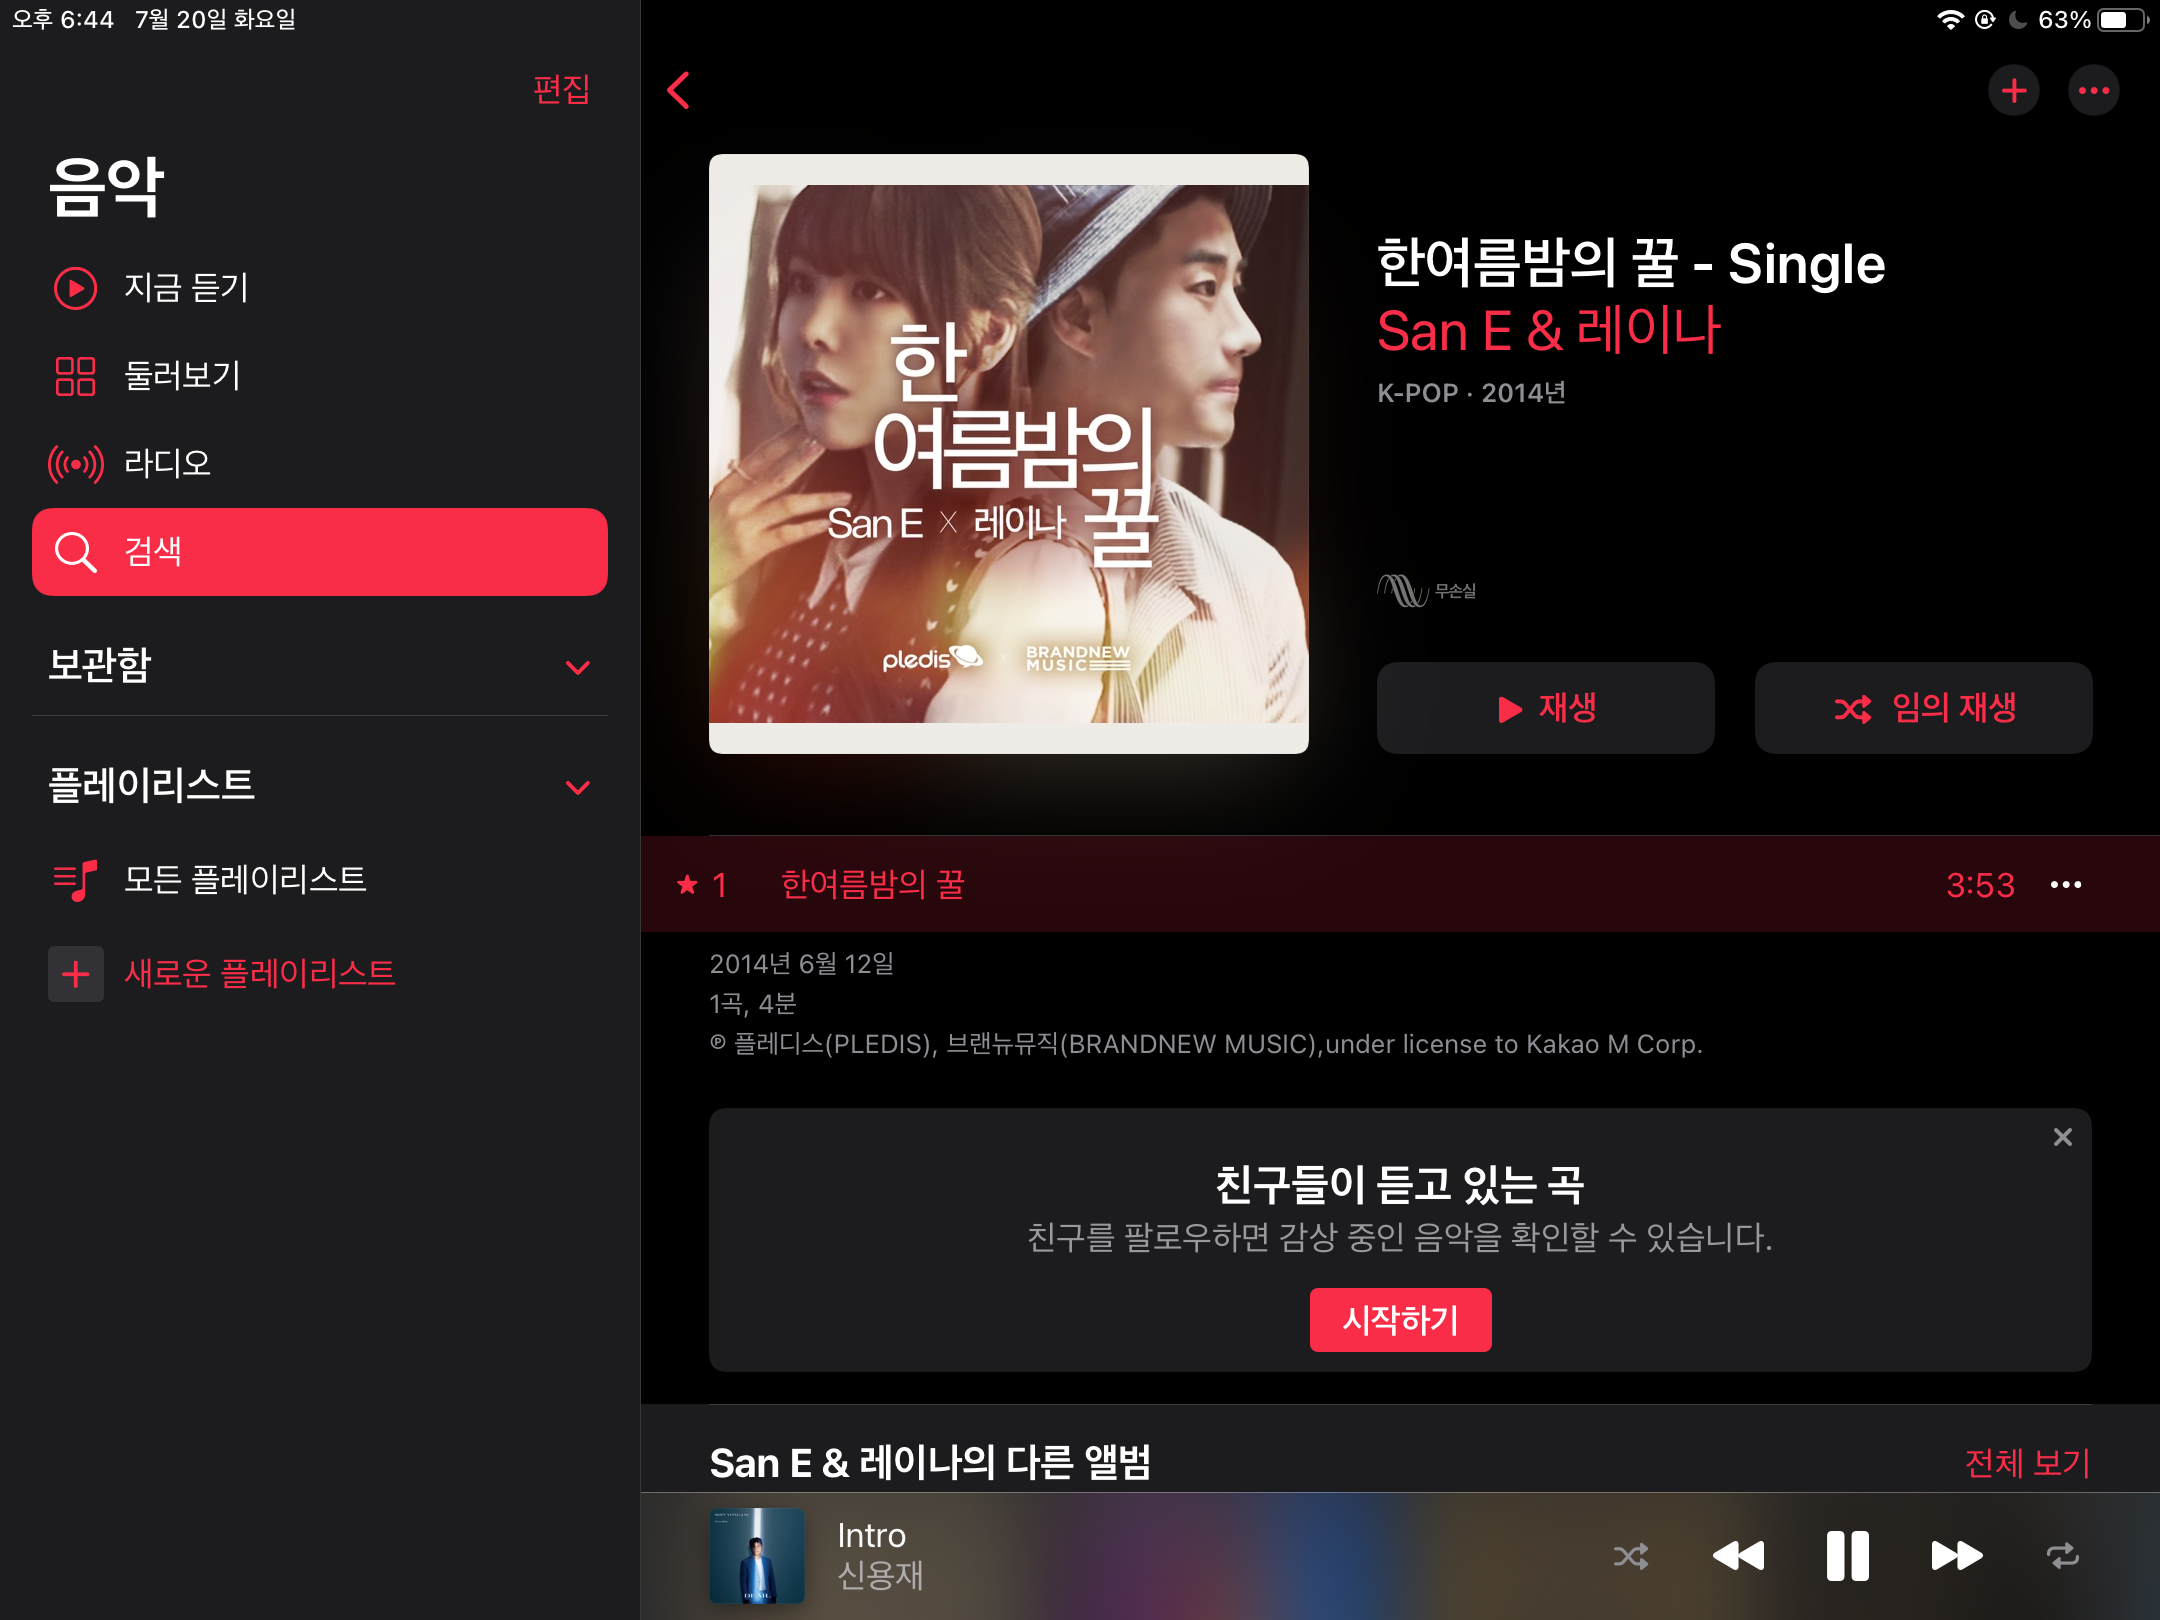 오후 6:44 7월 20일 화요일
63%
편집
음악
지금 듣기
둘러보기
라디오
검색
보관함
플레이리스트
모든 플레이리스트
새로운 플레이리스트
한
여름밤의
꿀
San E X 레이나
pledis x BRANDNEW MUSIC
한여름밤의 꿀 - Single
San E & 레이나
K-POP · 2014년
무손실
재생
임의 재생
★ 1 한여름밤의 꿀 3:53
2014년 6월 12일
1곡, 4분
℗ 플레디스(PLEDIS), 브랜뉴뮤직(BRANDNEW MUSIC),under license to Kakao M Corp.
친구들이 듣고 있는 곡
친구를 팔로우하면 감상 중인 음악을 확인할 수 있습니다.
시작하기
San E & 레이나의 다른 앨범
전체 보기
Intro
신용재